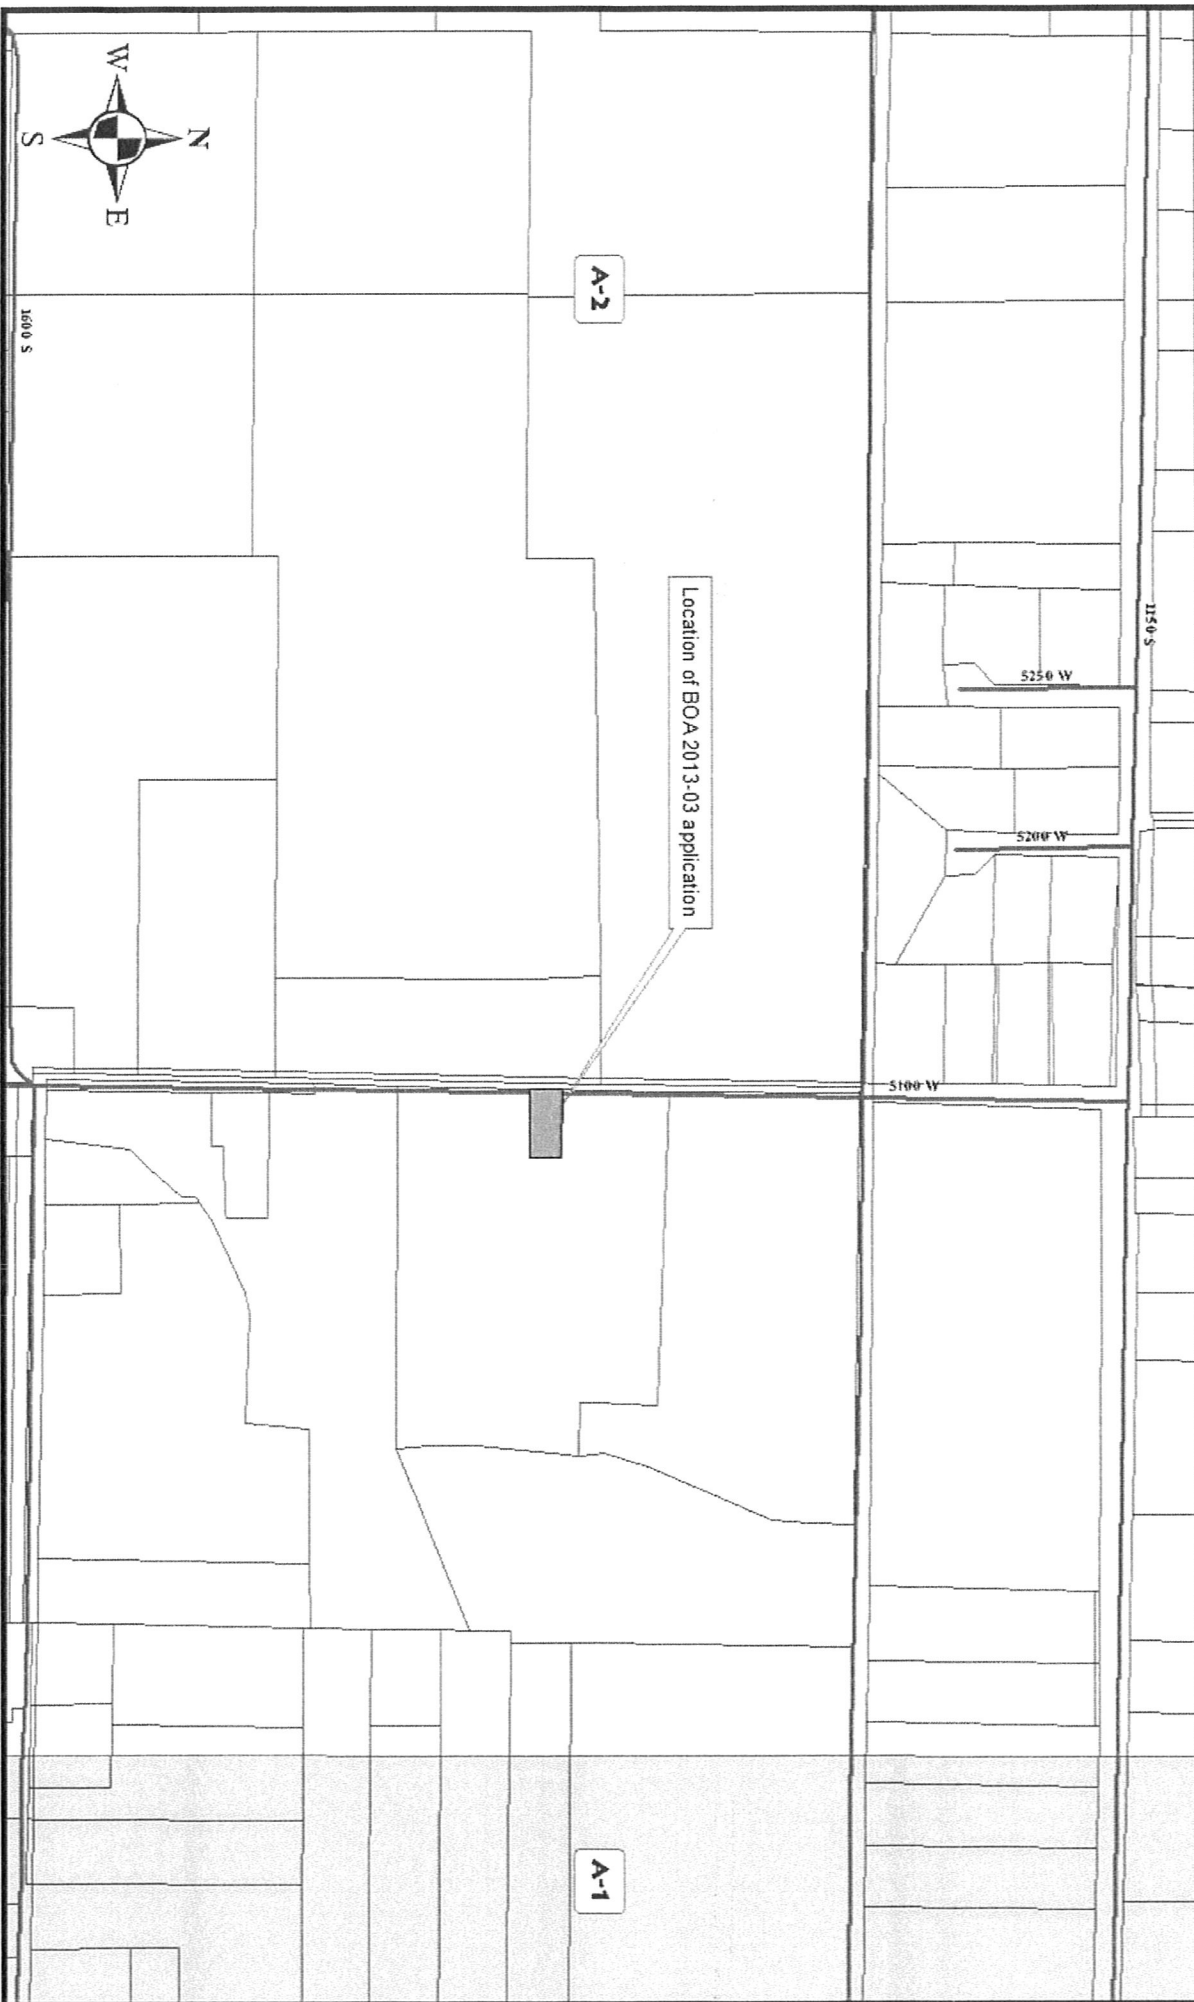 N
W
E
S
1150 S
5250 W
5200 W
5100 W
Location of BOA 2013-03 application
A-2
A-1
1600 S